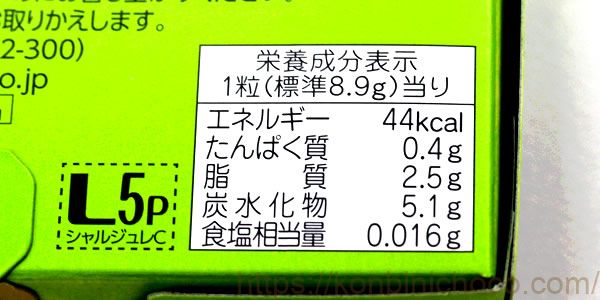 取りかえします。
2-300)
o.jp
栄養成分表示
1粒(標準8.9g)当り
エネルギー 44kcal
たんぱく質 0.4g
脂質 2.5g
炭水化物 5.1g
食塩相当量 0.016g
L5p
シャルジュレC
https://konbinichoco.com/